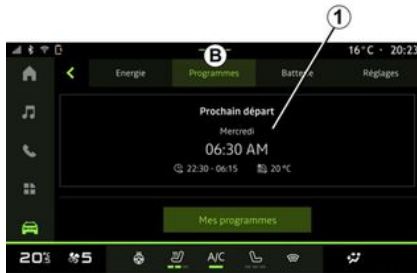 1
B
16°C · 20:23
Energie Programmes Batterie Réglages
Prochain départ
Mercredi
06:30 AM
22:30 - 06:15 20 °C
Mes programmes
20°5 5 A/C